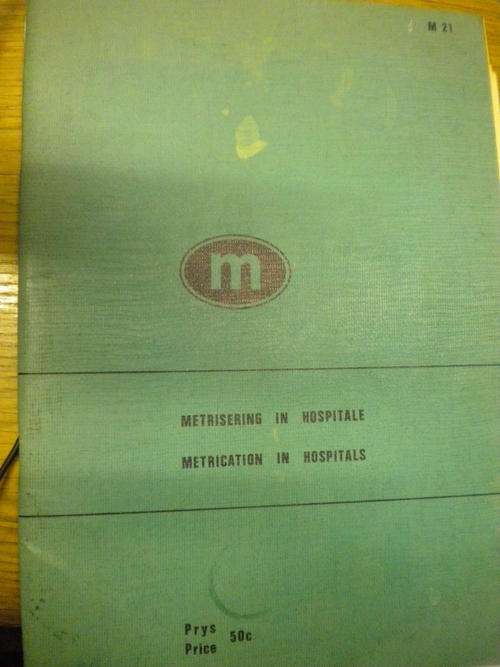 M 21
m
METRISERING IN HOSPITALE
METRICATION IN HOSPITALS
Prys
Price 50c